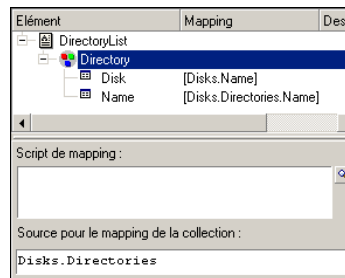 Elément Mapping Des
DirectoryList
Directory
Disk [Disks.Name]
Name [Disks.Directories.Name]
Script de mapping :
Source pour le mapping de la collection :
Disks.Directories